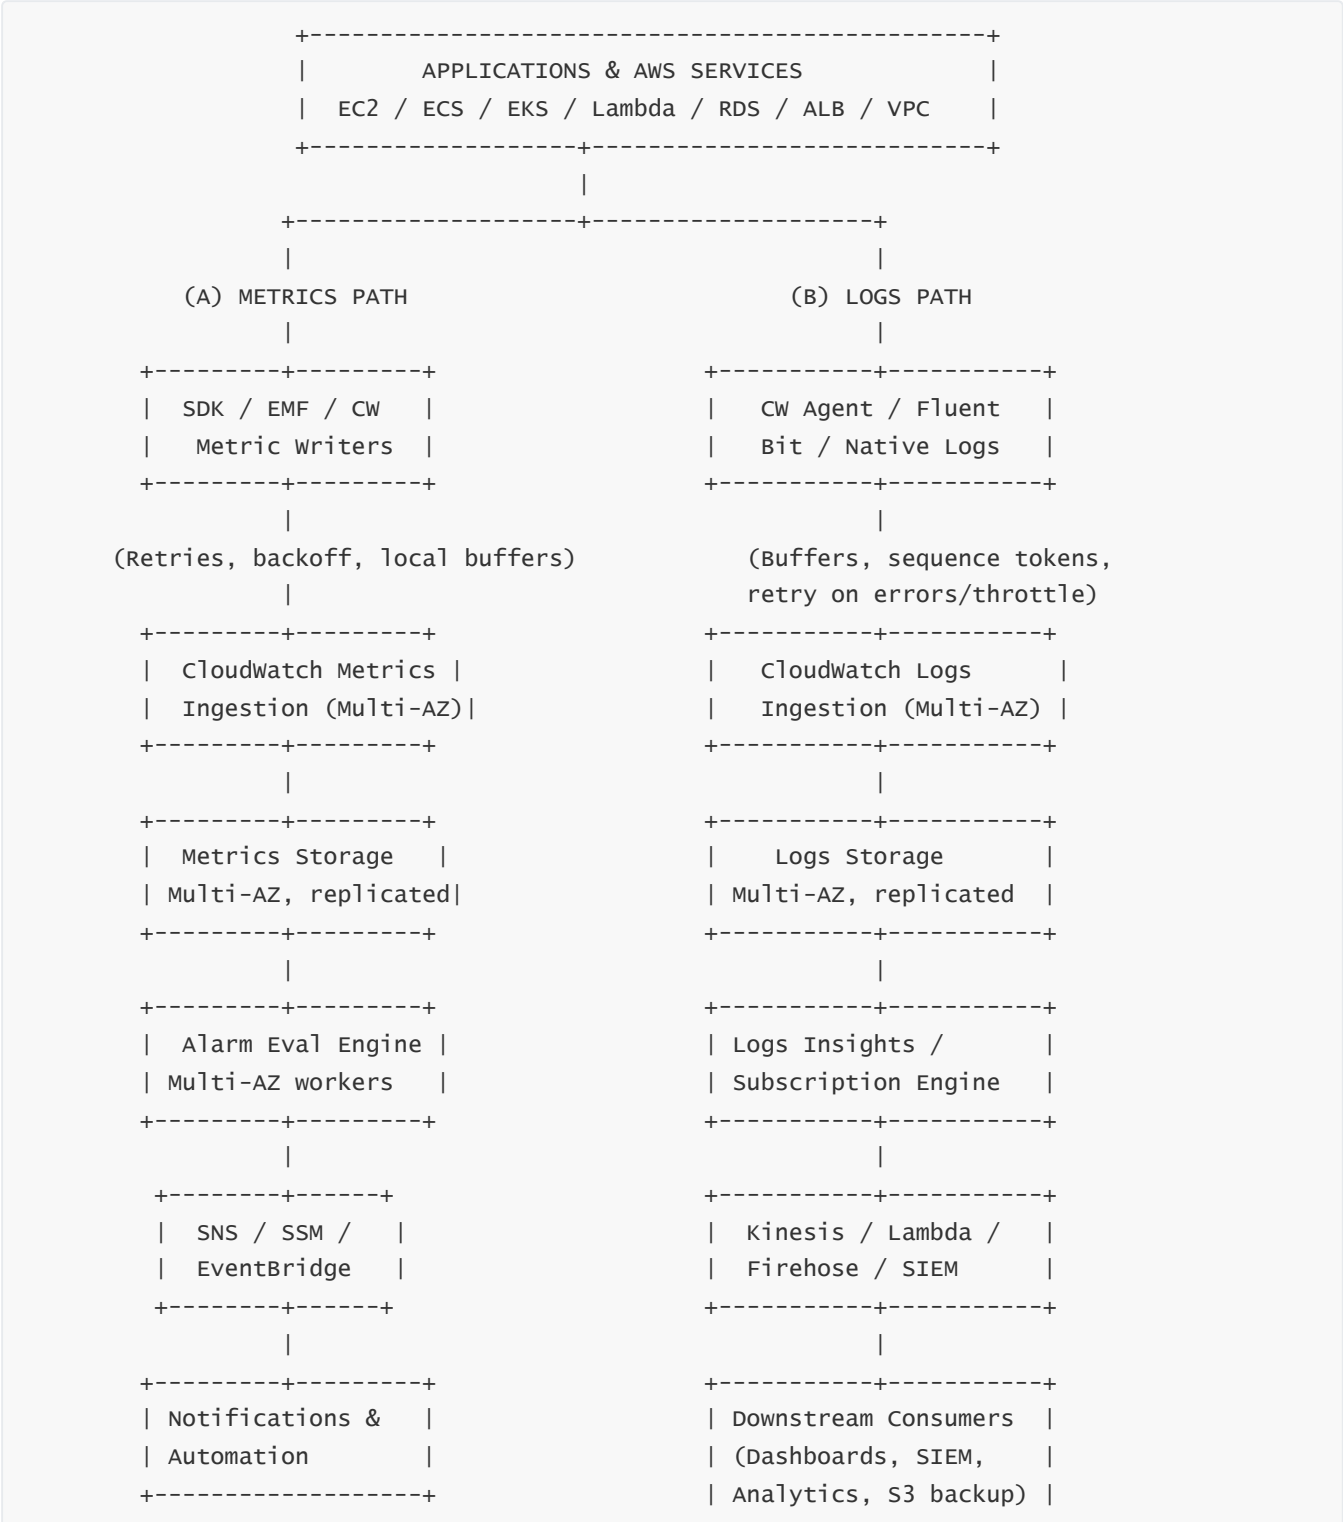 +------------------------------------------------+
|        APPLICATIONS & AWS SERVICES             |
|  EC2 / ECS / EKS / Lambda / RDS / ALB / VPC    |
+-------------------+----------------------------+
|
+--------------------+--------------------+
|                                         |
(A) METRICS PATH                           (B) LOGS PATH
|                                         |
+---------+---------+                   +-----------+-----------+
|  SDK / EMF / CW   |                   |   CW Agent / Fluent   |
|   Metric Writers  |                   |   Bit / Native Logs   |
+---------+---------+                   +-----------+-----------+
|                                         |
(Retries, backoff, local buffers)            (Buffers, sequence tokens,
|                                retry on errors/throttle)
+---------+---------+                   +-----------+-----------+
|  CloudWatch Metrics |                 |   CloudWatch Logs      |
|  Ingestion (Multi-AZ)|                |   Ingestion (Multi-AZ) |
+---------+---------+                   +-----------+-----------+
|                                         |
+---------+---------+                   +-----------+-----------+
|  Metrics Storage   |                  |    Logs Storage       |
| Multi-AZ, replicated|                 | Multi-AZ, replicated  |
+---------+---------+                   +-----------+-----------+
|                                         |
+---------+---------+                   +-----------+-----------+
|  Alarm Eval Engine |                  | Logs Insights /       |
| Multi-AZ workers   |                  | Subscription Engine   |
+---------+---------+                   +-----------+-----------+
|                                         |
+--------+------+                      +-----------+-----------+
|  SNS / SSM /   |                     |  Kinesis / Lambda /   |
|  EventBridge   |                     |  Firehose / SIEM      |
+--------+------+                      +-----------+-----------+
|                                         |
+---------+---------+                   +-----------+-----------+
| Notifications &   |                   | Downstream Consumers  |
| Automation        |                   | (Dashboards, SIEM,    |
+-------------------+                   | Analytics, S3 backup) |